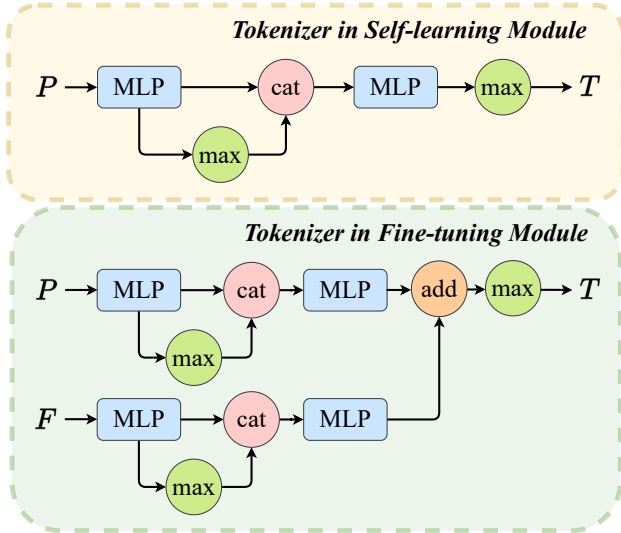 Tokenizer in Self-learning Module
P MLP cat MLP max T
max
Tokenizer in Fine-tuning Module
P MLP cat MLP add max T
max
F MLP cat MLP
max